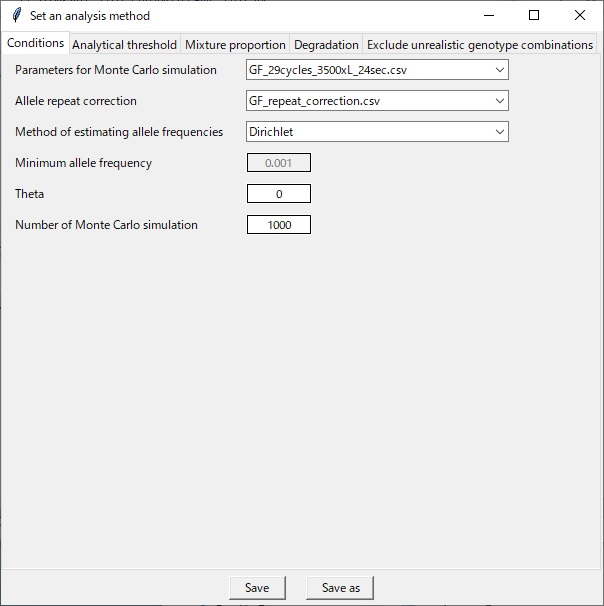 Set an analysis method
Conditions Analytical threshold Mixture proportion Degradation Exclude unrealistic genotype combinations
Parameters for Monte Carlo simulation GF_29cycles_3500xL_24sec.csv
Allele repeat correction GF_repeat_correction.csv
Method of estimating allele frequencies Dirichlet
Minimum allele frequency 0.001
Theta 0
Number of Monte Carlo simulation 1000
Save Save as